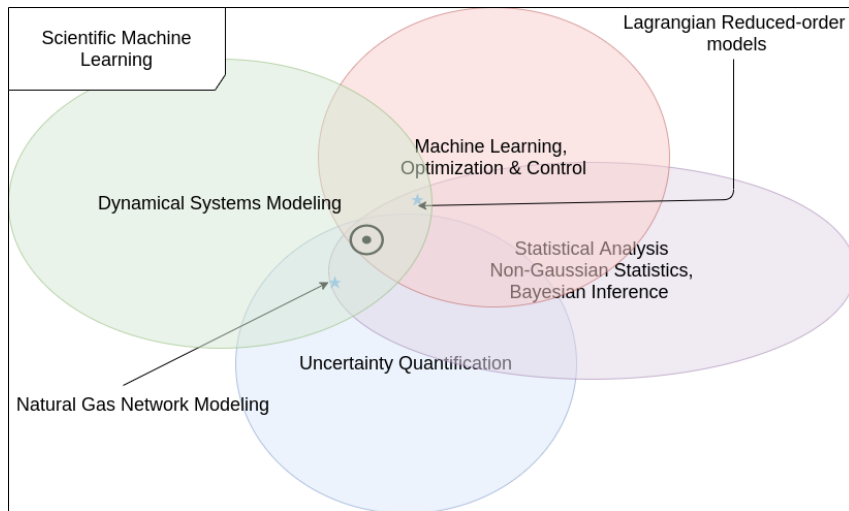 Scientific Machine
Learning
Lagrangian Reduced-order
models
Machine Learning,
Optimization & Control
Dynamical Systems Modeling
Statistical Analysis
Non-Gaussian Statistics,
Bayesian Inference
Uncertainty Quantification
Natural Gas Network Modeling